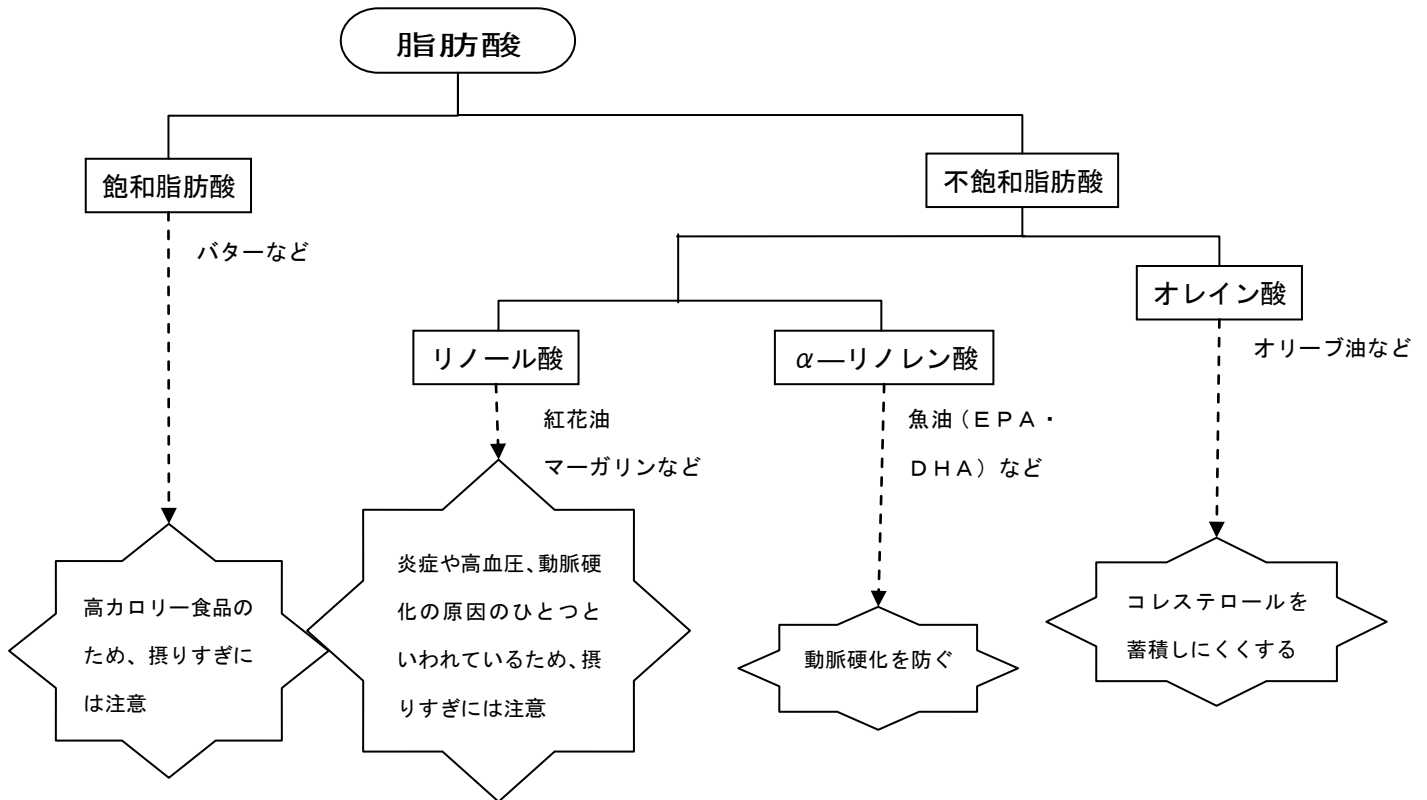 脂肪酸
飽和脂肪酸
不飽和脂肪酸
バターなど
オレイン酸
リノール酸
α―リノレン酸
オリーブ油など
紅花油
マーガリンなど
魚油（ＥＰＡ・
ＤＨＡ）など
高カロリー食品の
ため、摂りすぎに
は注意
炎症や高血圧、動脈硬
化の原因のひとつと
いわれているため、摂
りすぎには注意
動脈硬化を防ぐ
コレステロールを
蓄積しにくくする